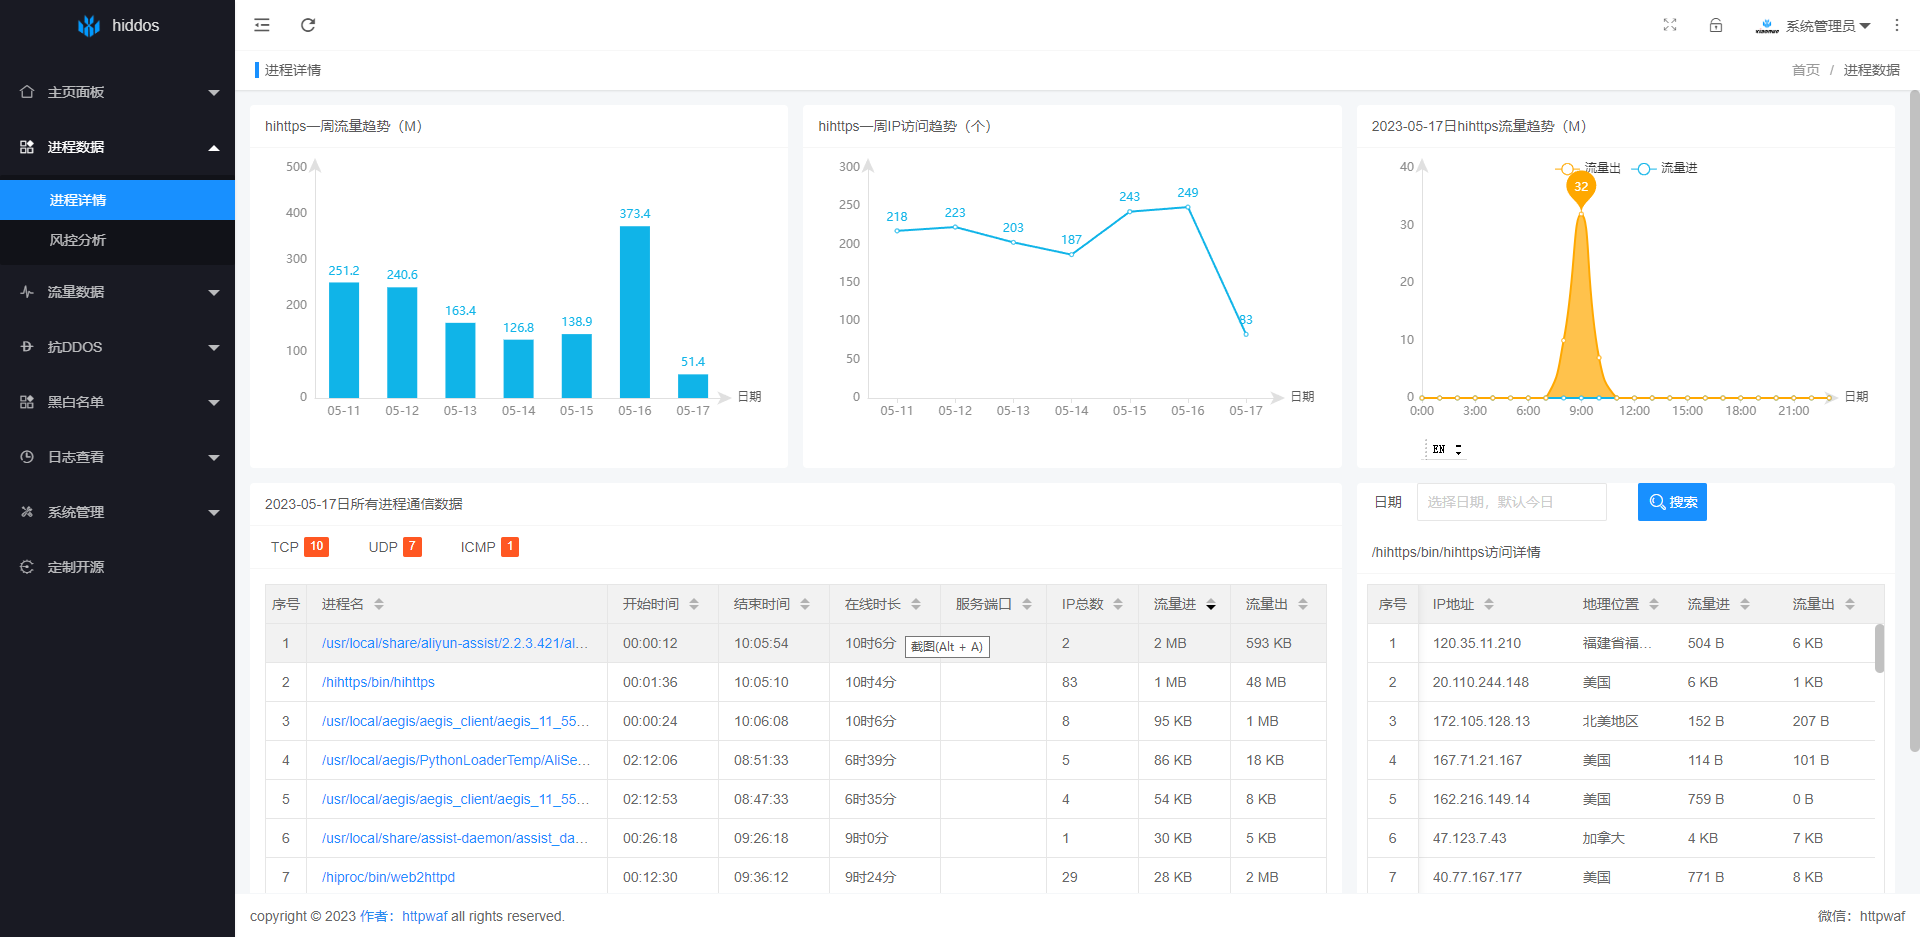 hiddos
系统管理员
主页面板
进程数据
进程详情
风控分析
流量数据
抗DDOS
黑白名单
日志查看
系统管理
定制开源
进程详情
首页 / 进程数据
hihttps一周流量趋势（M）
500
400
300
200
100
0
251.2
240.6
163.4
126.8
138.9
373.4
51.4
05-11 05-12 05-13 05-14 05-15 05-16 05-17
日期
hihttps一周IP访问趋势（个）
300
250
200
150
100
50
0
218
223
203
187
243
249
83
05-11 05-12 05-13 05-14 05-15 05-16 05-17
日期
2023-05-17日hihttps流量趋势（M）
流量出 流量进
40
30
20
10
0
32
0:00 3:00 6:00 9:00 12:00 15:00 18:00 21:00
日期
EN
2023-05-17日所有进程通信数据
TCP 10 UDP 7 ICMP 1
序号 进程名 开始时间 结束时间 在线时长 服务端口 IP总数 流量进 流量出
1 /usr/local/share/aliyun-assist/2.2.3.421/al... 00:00:12 10:05:54 10时6分 2 2 MB 593 KB
截图(Alt + A)
2 /hihttps/bin/hihttps 00:01:36 10:05:10 10时4分 83 1 MB 48 MB
3 /usr/local/aegis/aegis_client/aegis_11_55... 00:00:24 10:06:08 10时6分 8 95 KB 1 MB
4 /usr/local/aegis/PythonLoaderTemp/AliSe... 02:12:06 08:51:33 6时39分 5 86 KB 18 KB
5 /usr/local/aegis/aegis_client/aegis_11_55... 02:12:53 08:47:33 6时35分 4 54 KB 8 KB
6 /usr/local/share/assist-daemon/assist_da... 00:26:18 09:26:18 9时0分 1 30 KB 5 KB
7 /hiproc/bin/web2httpd 00:12:30 09:36:12 9时24分 29 28 KB 2 MB
日期 选择日期，默认今日 搜索
/hihttps/bin/hihttps访问详情
序号 IP地址 地理位置 流量进 流量出
1 120.35.11.210 福建省福... 504 B 6 KB
2 20.110.244.148 美国 6 KB 1 KB
3 172.105.128.13 北美地区 152 B 207 B
4 167.71.21.167 美国 114 B 101 B
5 162.216.149.14 美国 759 B 0 B
6 47.123.7.43 加拿大 4 KB 7 KB
7 40.77.167.177 美国 771 B 8 KB
copyright © 2023 作者：httpwaf all rights reserved.
微信：httpwaf